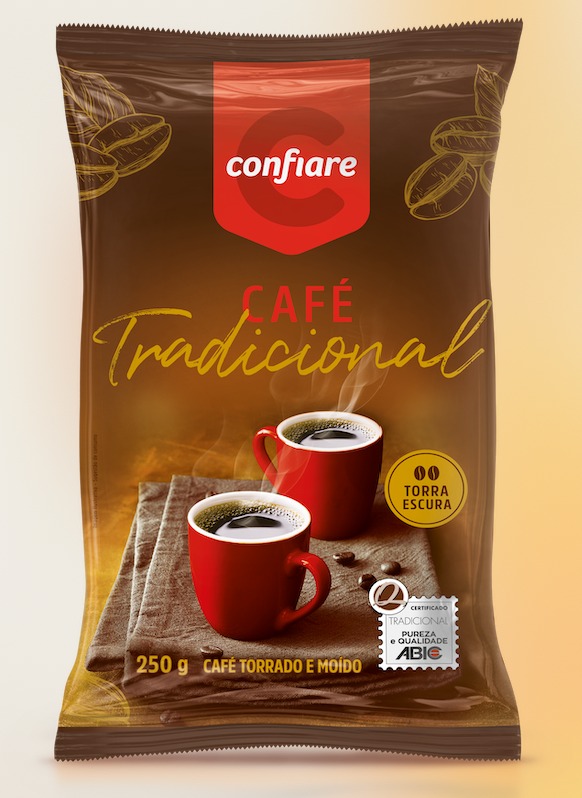 confiare
CAFÉ
Tradicional
TORRA
ESCURA
CERTIFICADO
TRADICIONAL
PUREZA
e QUALIDADE
ABIC
250 g CAFÉ TORRADO E MOÍDO